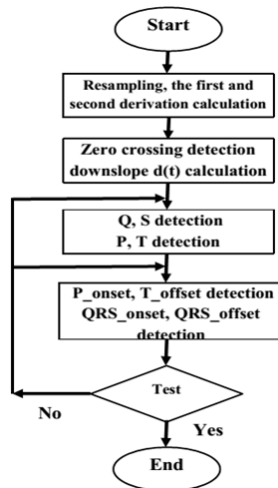 Start
Resampling, the first and
second derivation calculation
Zero crossing detection
downslope d(t) calculation
Q, S detection
P, T detection
P_onset, T_offset detection
QRS_onset, QRS_offset
detection
Test
No
Yes
End